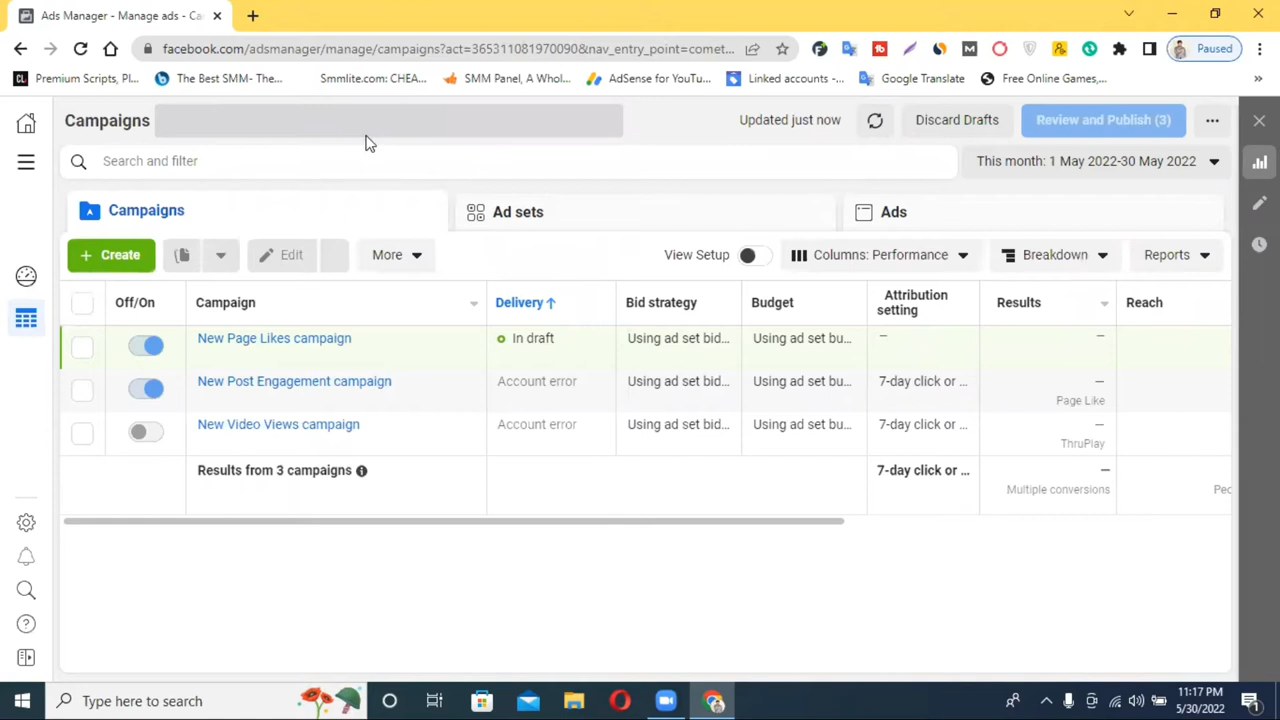 Ads Manager - Manage ads - Ca
facebook.com/adsmanager/manage/campaigns?act=365311081970090&nav_entry_point=comet...
Paused
Premium Scripts, Pl...
The Best SMM- The...
Smmlite.com: CHEA...
SMM Panel, A Whol...
AdSense for YouTu...
Linked accounts -...
Google Translate
Free Online Games,...
»
Campaigns
Updated just now
Discard Drafts
Review and Publish (3)
Search and filter
This month: 1 May 2022-30 May 2022
Campaigns
Ad sets
Ads
+ Create
Edit
More
View Setup
Columns: Performance
Breakdown
Reports
Off/On
Campaign
Delivery ↑
Bid strategy
Budget
Attribution
setting
Results
Reach
New Page Likes campaign
In draft
Using ad set bid...
Using ad set bu...
—
—
New Post Engagement campaign
Account error
Using ad set bid...
Using ad set bu...
7-day click or ...
—
Page Like
New Video Views campaign
Account error
Using ad set bid...
Using ad set bu...
7-day click or ...
—
ThruPlay
Results from 3 campaigns
7-day click or ...
—
Multiple conversions
Peo
Type here to search
11:17 PM
5/30/2022
1